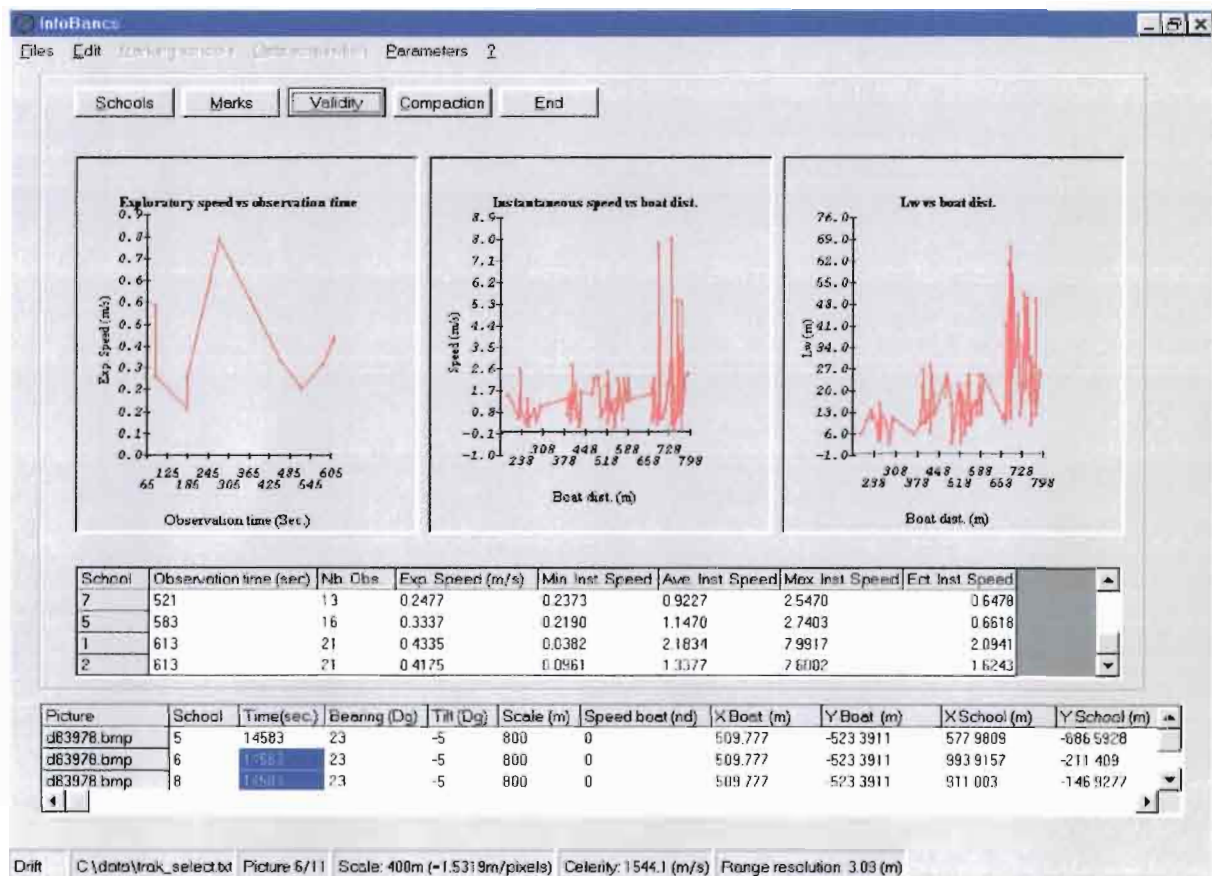 InfoBancs
Files Edit Parameters ?
Schools Marks Validity Compaction End
Exploratory speed vs observation time
0.9
0.8
0.7
0.6
0.6
0.5
0.4
0.4
0.3
0.2
0.2
0.1
0.0
Exp. Speed (m/s)
125 245 365 485 605
65 185 305 425 545
Observation time (Sec.)
Instantaneous speed vs boat dist.
8.9
8.0
7.1
6.2
5.3
4.4
3.5
2.6
1.7
0.8
-0.1
-1.0
Speed (m/s)
308 448 588 728
238 378 518 658 798
Boat dist. (m)
Lw vs boat dist.
76.0
69.0
62.0
55.0
48.0
41.0
34.0
27.0
20.0
13.0
6.0
-1.0
Lw (m)
308 448 588 728
238 378 518 658 798
Boat dist. (m)
School Observation time (sec) Nb. Obs. Exp. Speed (m/s) Min Inst. Speed Ave. Inst. Speed Max Inst. Speed Ect. Inst. Speed
7 521 13 0.2477 0.2373 0.9227 2.5470 0.6478
5 583 16 0.3337 0.2190 1.1470 2.7403 0.6618
1 613 21 0.4335 0.0382 2.1834 7.9917 2.0941
2 613 21 0.4175 0.0961 1.6243
Picture School Time(sec.) Bearing (Dg) Tilt (Dg) Scale (m) Speed boat (nd) X Boat (m) Y Boat (m) X School (m) Y School (m)
d83978.bmp 5 14583 23 -5 800 0 509.777 -523.3911 577.9809 -686.5928
d83978.bmp 6 14583 23 -5 800 0 509.777 -523.3911 993.9157 -211.409
d83978.bmp 8 14583 23 -5 800 0 509.777 -523.3911 911.003 -146.9277
Drift C:\data\trak_select.txt Picture 6/11 Scale: 400m (~1.5319m/pixels) Celerity: 1544.1 (m/s) Range resolution: 3.03 (m)